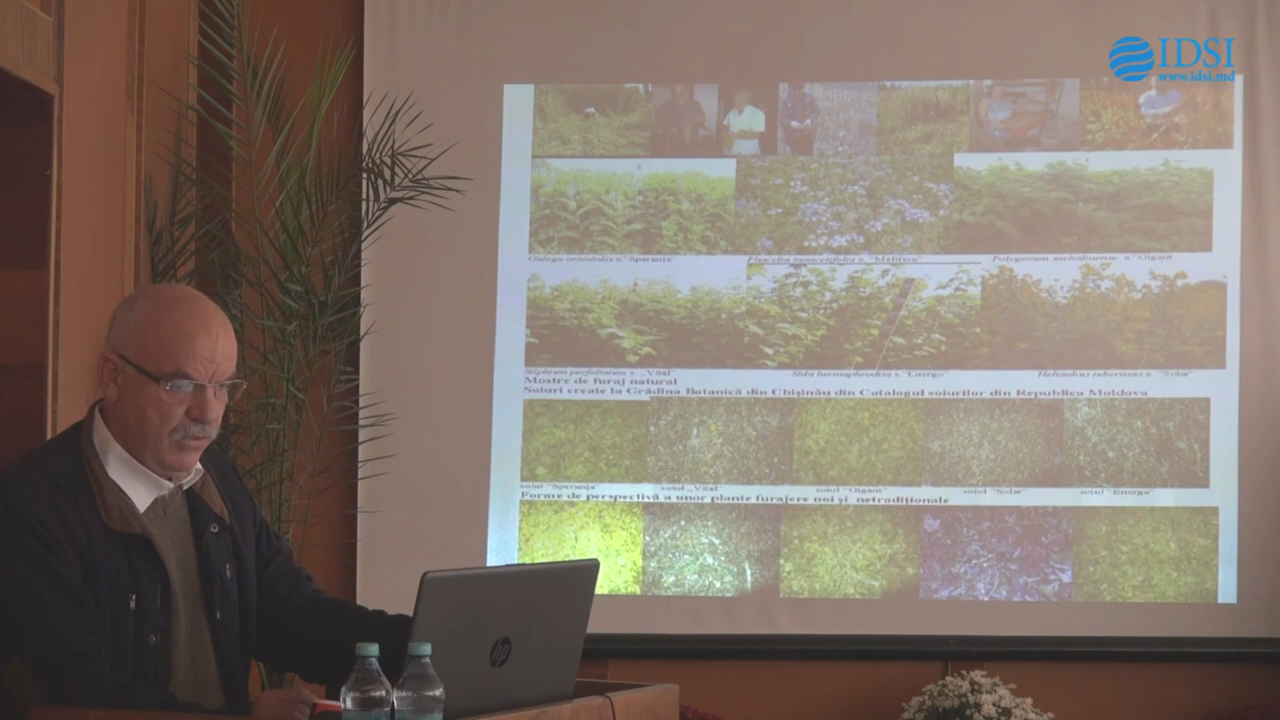 IDSI
www.idsi.md
Galega orientalis s."Speranța"
Phacelia tanacetifolia s. "Melifera"
Polygonum sachalinense s "Gigant"
Silphum perfoliatum s. „Vital"
Sida hermaphrodita s. "Energo"
Helianthus tuberosus s. "Solar"
Mostre de furaj natural
Soiuri create la Grădina Botanică din Chișinău din Catalogul soiurilor din Republica Moldova
soiul "Speranța"
soiul „Vital"
soiul "Gigant"
soiul "Solar"
soiul "Energo"
Forme de perspectivă a unor plante furajere noi și netradiționale
hp